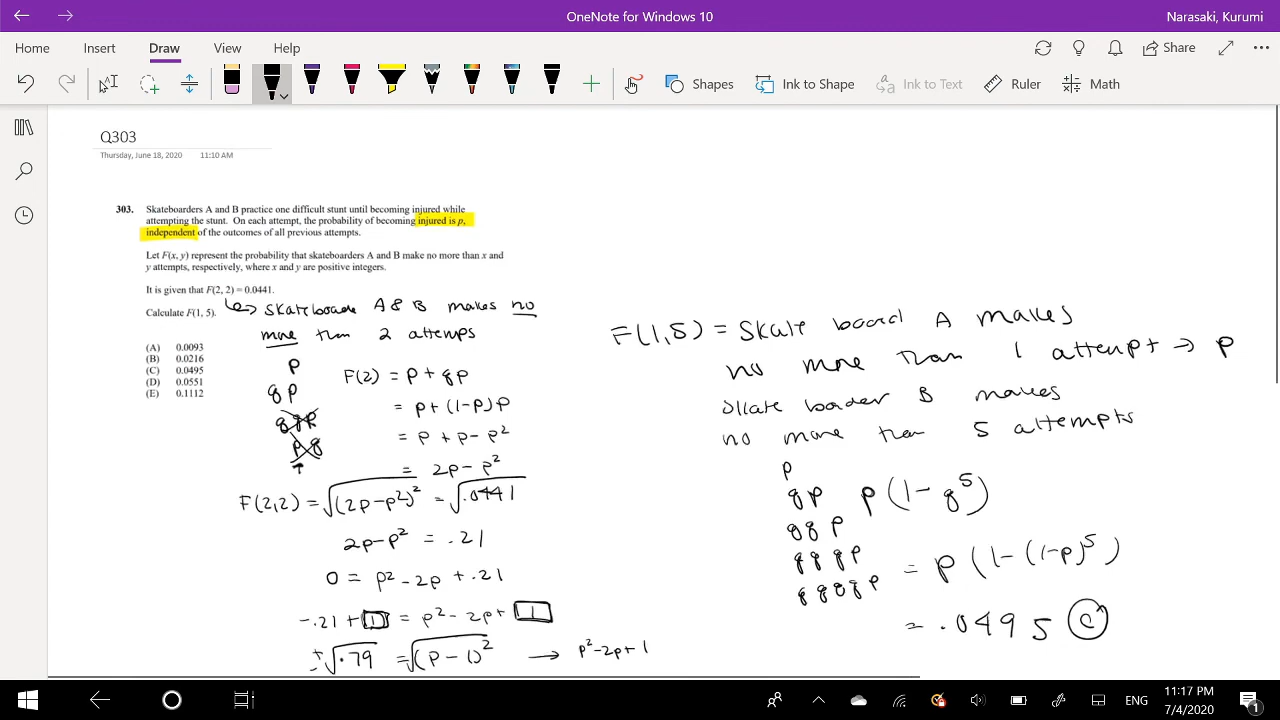 OneNote for Windows 10
Narasaki, Kurumi
Home Insert Draw View Help
Share
Shapes Ink to Shape Ink to Text Ruler Math
Q303
Thursday, June 18, 2020 11:10 AM
303. Skateboarders A and B practice one difficult stunt until becoming injured while
attempting the stunt. On each attempt, the probability of becoming injured is p,
independent of the outcomes of all previous attempts.
Let F(x, y) represent the probability that skateboarders A and B make no more than x and
y attempts, respectively, where x and y are positive integers.
It is given that F(2, 2) = 0.0441.
Calculate F(1, 5).
(A) 0.0093
(B) 0.0216
(C) 0.0495
(D) 0.0551
(E) 0.1112
↳ skateboarde A & B makes no
more than 2 attemps
p
qp
qqp
pq
F(2) = p + qp
= p + (1-p) p
= p + p - p²
= 2p - p²
F(2,2) = √(2p-p²)² = √.0441
2p-p² = .21
0 = p² - 2p + .21
-.21 + 1 = p² - 2p + 1
±√.79 = √(p-1)² → p²-2p+1
F(1,5) = Skate board A makes
no more than 1 attempt → p
skate boarder B makes
no more than 5 attempts
p
qp p(1-q⁵)
qqp
qqqp = p(1-(1-p)⁵)
qqqqp
= .0495 C
ENG
11:17 PM
7/4/2020
1